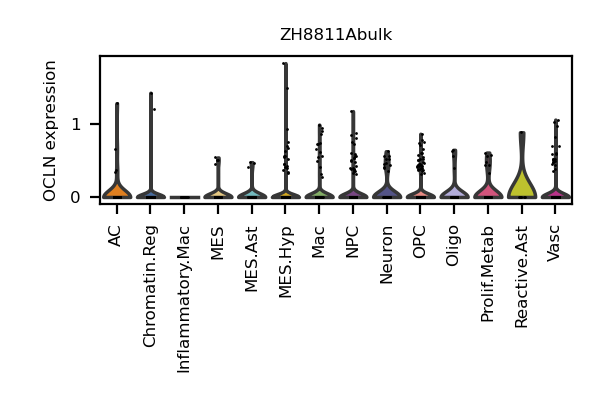 ZH8811Abulk
OCLN expression
1
0
AC
Chromatin.Reg
Inflammatory.Mac
MES
MES.Ast
MES.Hyp
Mac
NPC
Neuron
OPC
Oligo
Prolif.Metab
Reactive.Ast
Vasc